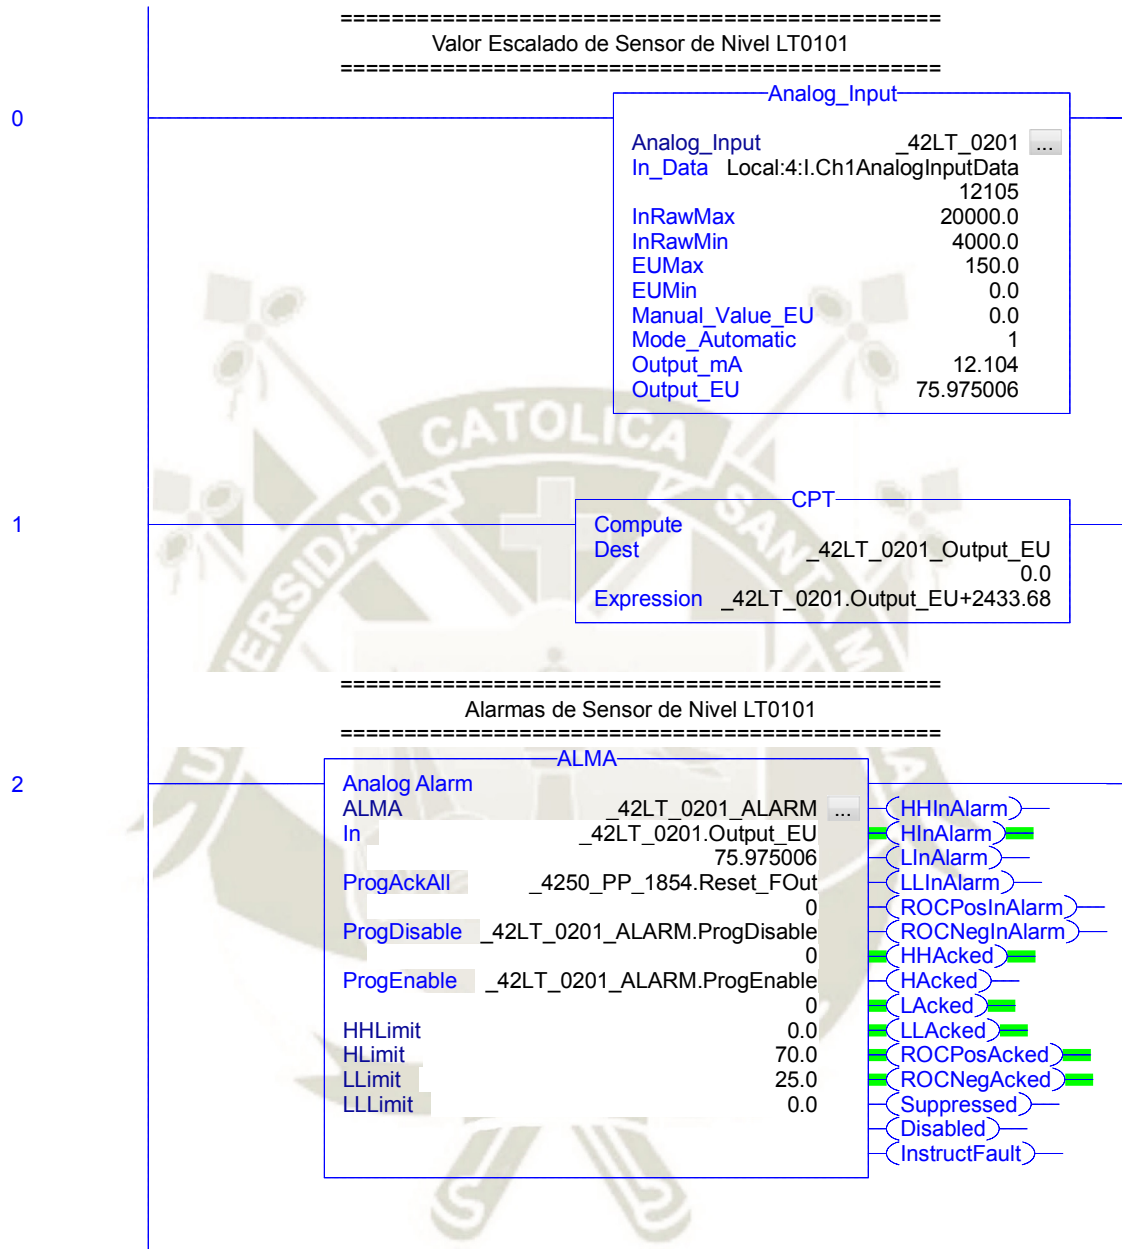 ==============================================
Valor Escalado de Sensor de Nivel LT0101
==============================================
0
Analog_Input
Analog_Input _42LT_0201 ...
In_Data Local:4:I.Ch1AnalogInputData
12105
InRawMax 20000.0
InRawMin 4000.0
EUMax 150.0
EUMin 0.0
Manual_Value_EU 0.0
Mode_Automatic 1
Output_mA 12.104
Output_EU 75.975006
CATOLICA
UNIVERSIDAD
SANTA
1
CPT
Compute
Dest _42LT_0201_Output_EU
0.0
Expression _42LT_0201.Output_EU+2433.68
==============================================
Alarmas de Sensor de Nivel LT0101
==============================================
2
ALMA
Analog Alarm
ALMA _42LT_0201_ALARM ... HHInAlarm
In _42LT_0201.Output_EU HInAlarm
75.975006 LInAlarm
ProgAckAll _4250_PP_1854.Reset_FOut LLInAlarm
0 ROCPosInAlarm
ProgDisable _42LT_0201_ALARM.ProgDisable ROCNegInAlarm
0 HHAcked
ProgEnable _42LT_0201_ALARM.ProgEnable HAcked
0 LAcked
HHLimit 0.0 LLAcked
HLimit 70.0 ROCPosAcked
LLimit 25.0 ROCNegAcked
LLLimit 0.0 Suppressed
Disabled
InstructFault